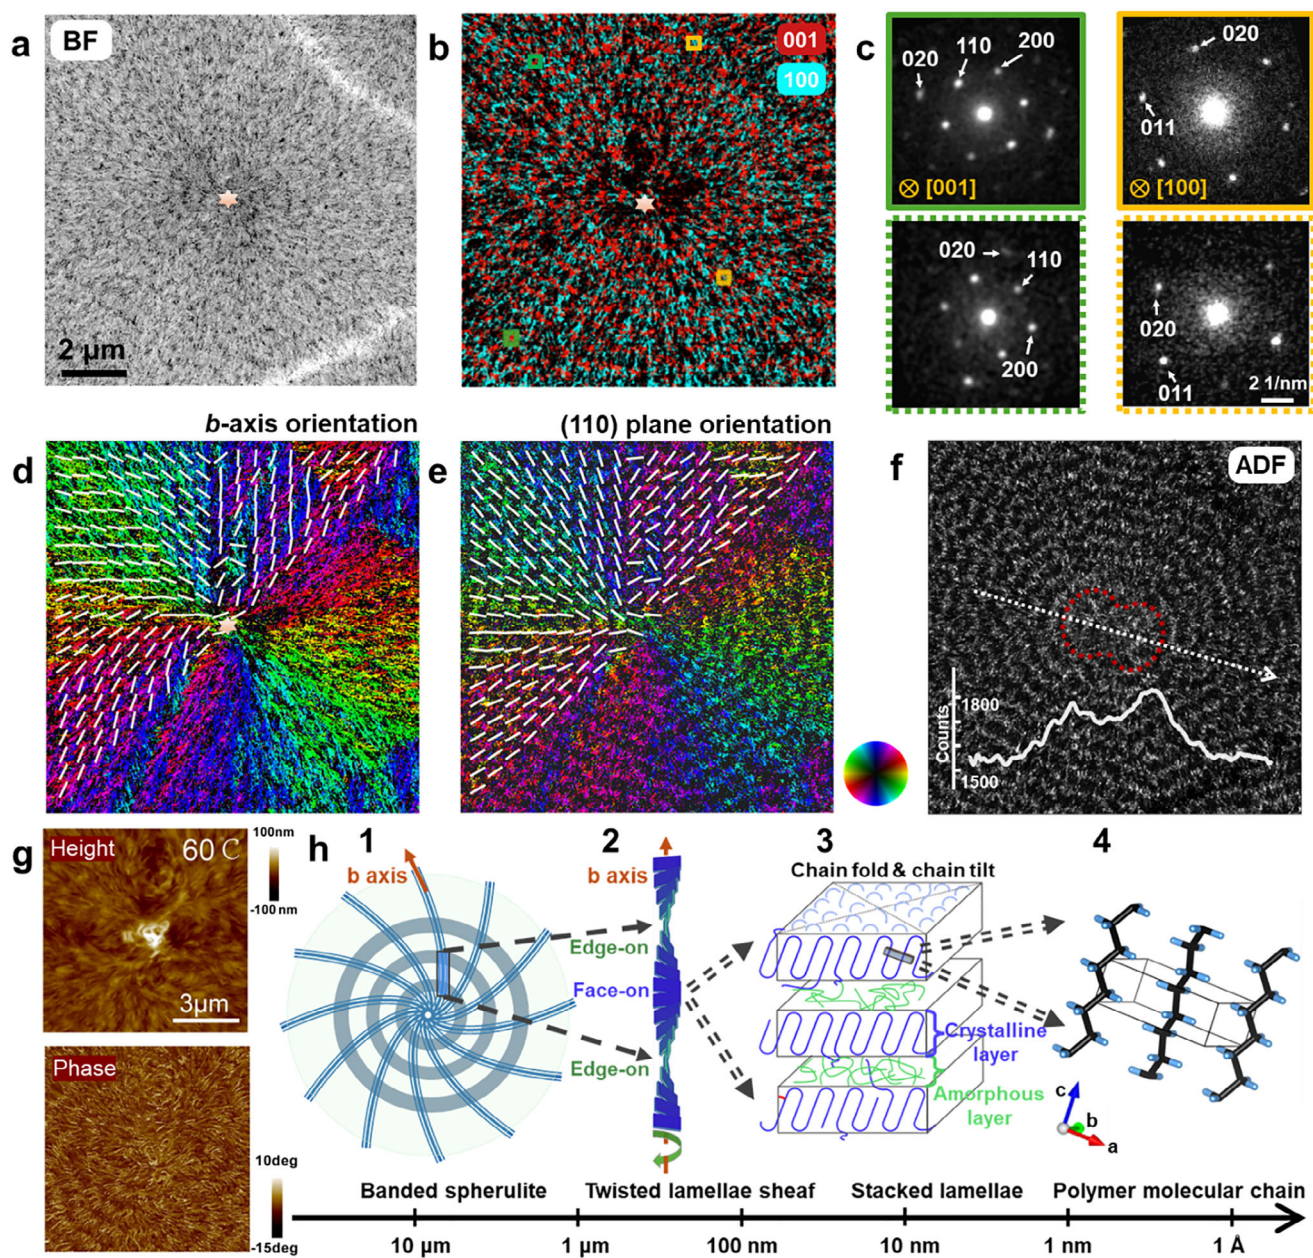 a
BF
2 μm
b
001
100
c
020
110
200
⊗ [001]
020
011
⊗ [100]
020
110
200
020
011
2 1/nm
b-axis orientation
d
(110) plane orientation
e
f
ADF
Counts
1800
1500
g
Height
60℃
100nm
-100 nm
3μm
Phase
10deg
-15deg
h
1
b axis
2
b axis
Edge-on
Face-on
Edge-on
3
Chain fold & chain tilt
Crystalline
layer
Amorphous
layer
4
c
b
a
Banded spherulite
Twisted lamellae sheaf
Stacked lamellae
Polymer molecular chain
10 μm
1 μm
100 nm
10 nm
1 nm
1 Å